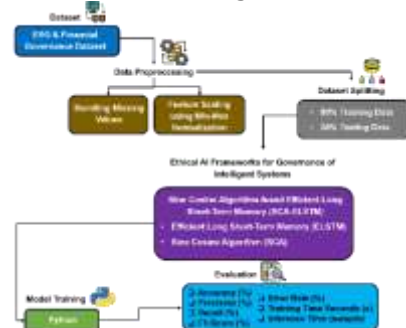 Dataset
ESG & Financial
Governance Dataset
Data Preprocessing
Handling Missing
Values
Feature Scaling
using Min-Max
Normalization
Dataset Splitting
Training Data
Testing Data
Ethical AI Frameworks for Governance of
Intelligent Systems
Sine Cosine Algorithm-tuned Efficient Long
Short-Term Memory (SCA-ELSTM)
• Efficient Long Short-Term Memory (ELSTM)
• Sine Cosine Algorithm (SCA)
Evaluation
Accuracy (%)
Precision (%)
Recall (%)
F1-Score (%)
Error Rate (%)
Training Time Seconds (s)
Inference Time
Model Training
Python